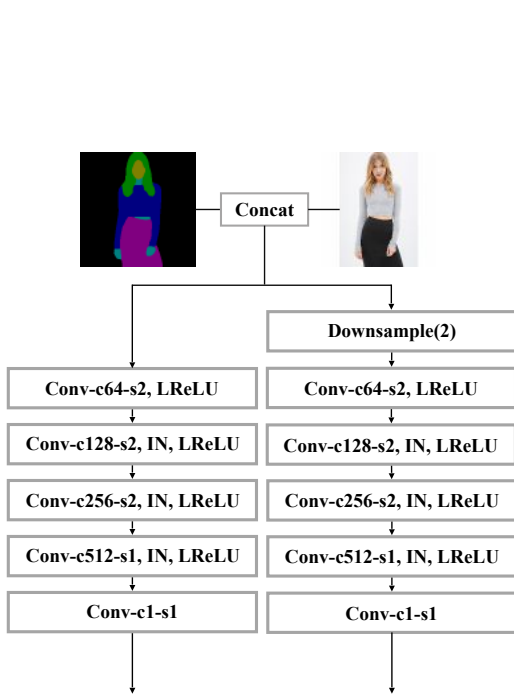 Concat
Downsample(2)
Conv-c64-s2, LReLU
Conv-c64-s2, LReLU
Conv-c128-s2, IN, LReLU
Conv-c128-s2, IN, LReLU
Conv-c256-s2, IN, LReLU
Conv-c256-s2, IN, LReLU
Conv-c512-s1, IN, LReLU
Conv-c512-s1, IN, LReLU
Conv-c1-s1
Conv-c1-s1